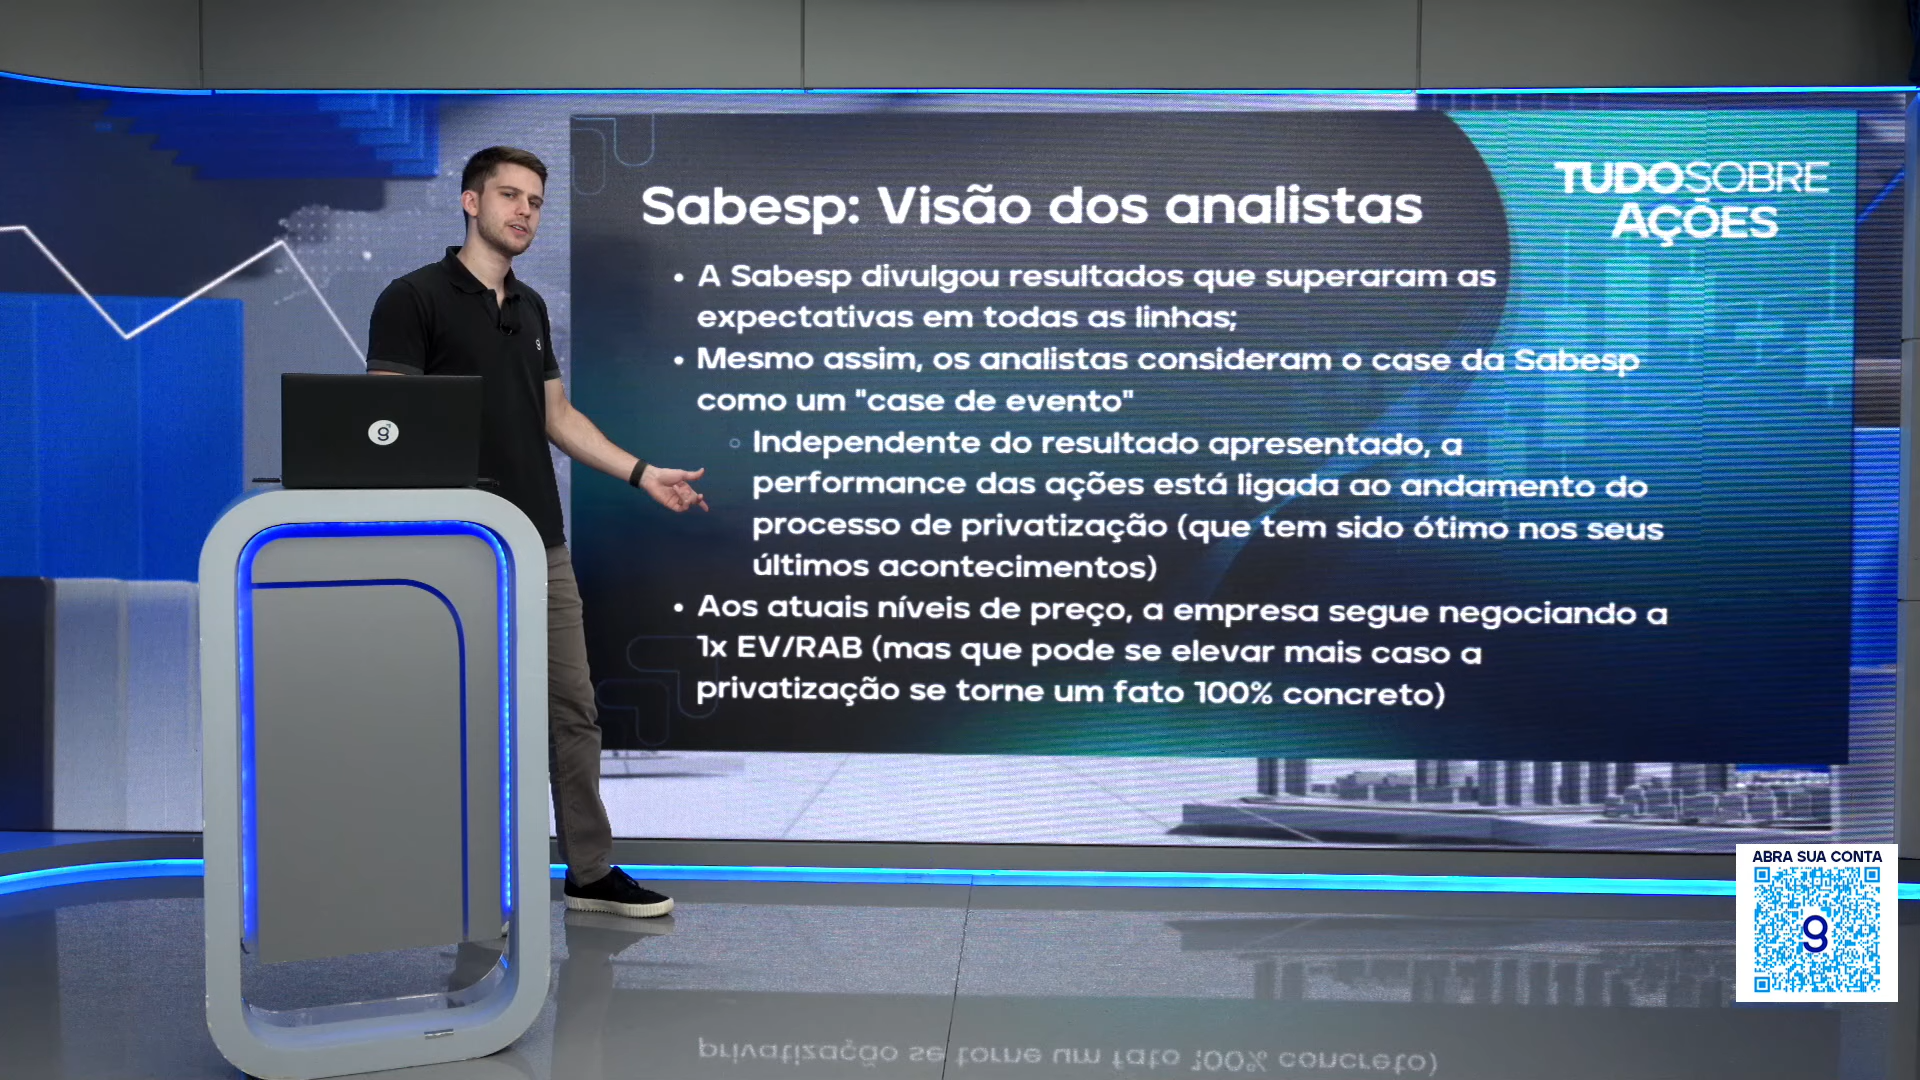 TUDOSOBRE
AÇÕES
Sabesp: Visão dos analistas
• A Sabesp divulgou resultados que superaram as
expectativas em todas as linhas;
• Mesmo assim, os analistas consideram o case da Sabesp
como um "case de evento"
○ Independente do resultado apresentado, a
performance das ações está ligada ao andamento do
processo de privatização (que tem sido ótimo nos seus
últimos acontecimentos)
• Aos atuais níveis de preço, a empresa segue negociando a
1x EV/RAB (mas que pode se elevar mais caso a
privatização se torne um fato 100% concreto)
g
g
ABRA SUA CONTA
g
privatização se torne um fato 100% concreto)